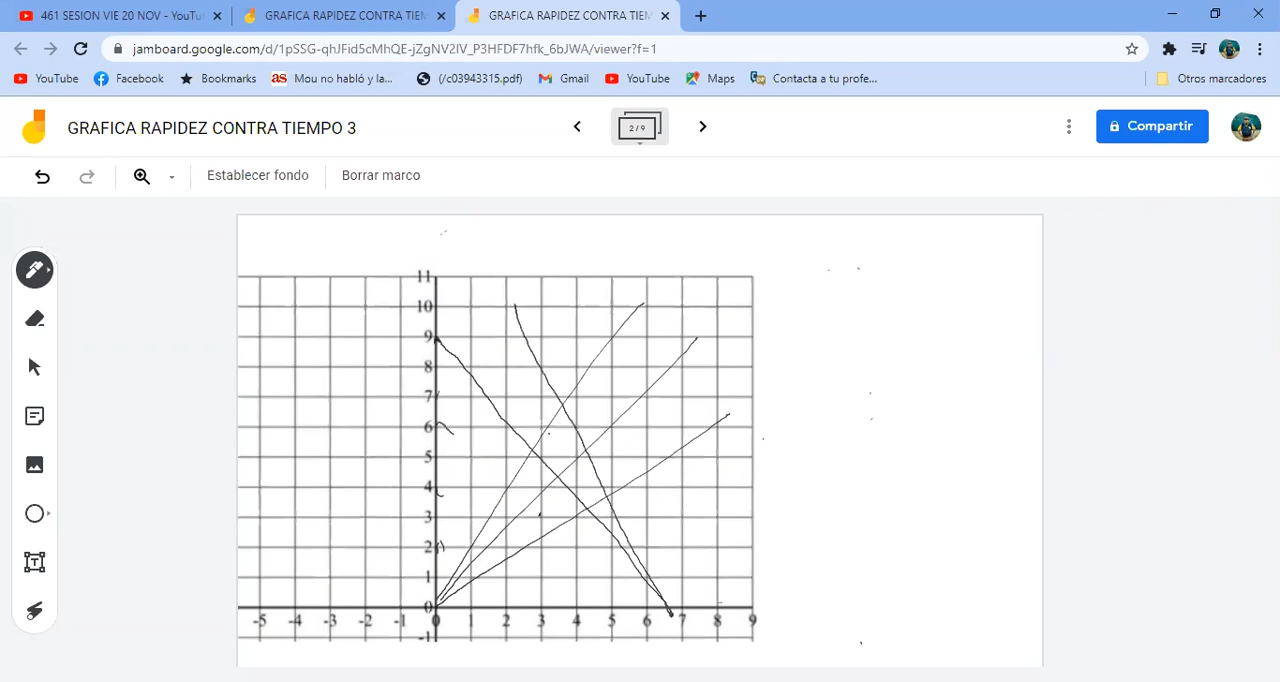 461 SESION VIE 20 NOV - YouTu
GRAFICA RAPIDEZ CONTRA TIEM
GRAFICA RAPIDEZ CONTRA TIEM
jamboard.google.com/d/1pSSG-qhJFid5cMhQE-jZgNV2IV_P3HFDF7hfk_6bJWA/viewer?f=1
YouTube Facebook Bookmarks as Mou no habló y la... (/c03943315.pdf) Gmail YouTube Maps Contacta a tu profe... Otros marcadores
GRAFICA RAPIDEZ CONTRA TIEMPO 3
2/9
Compartir
Establecer fondo Borrar marco
11
10
9
8
7
6
5
4
3
2
1
0
-5 -4 -3 -2 -1 0 1 2 3 4 5 6 7 8 9
-1
T